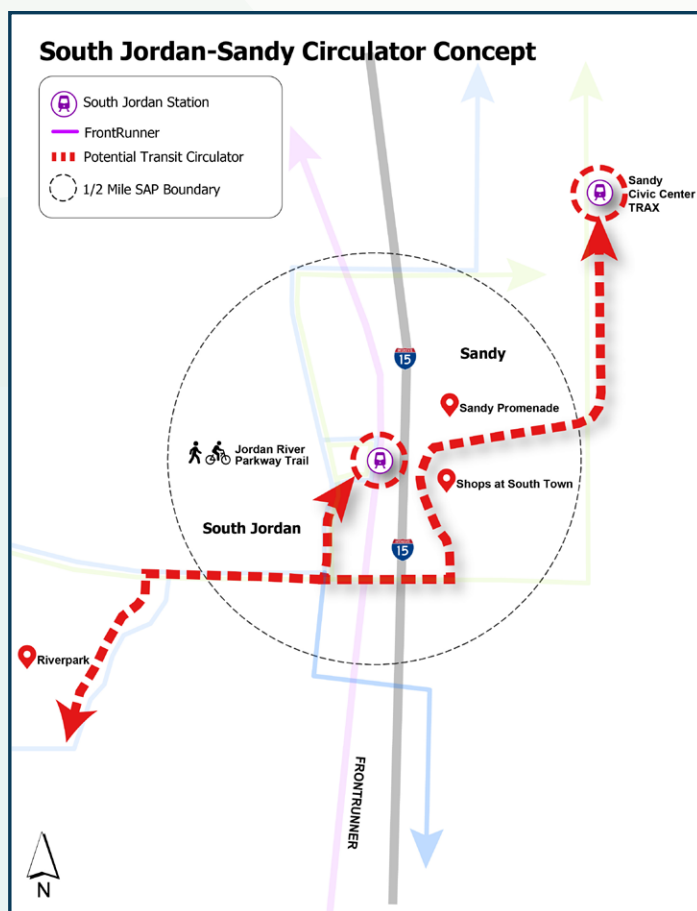 South Jordan-Sandy Circulator Concept
South Jordan Station
FrontRunner
Potential Transit Circulator
1/2 Mile SAP Boundary
Sandy
Civic Center
TRAX
15
Sandy
Sandy Promenade
Jordan River
Parkway Trail
Shops at South Town
South Jordan
15
Riverpark
FRONTRUNNER
N